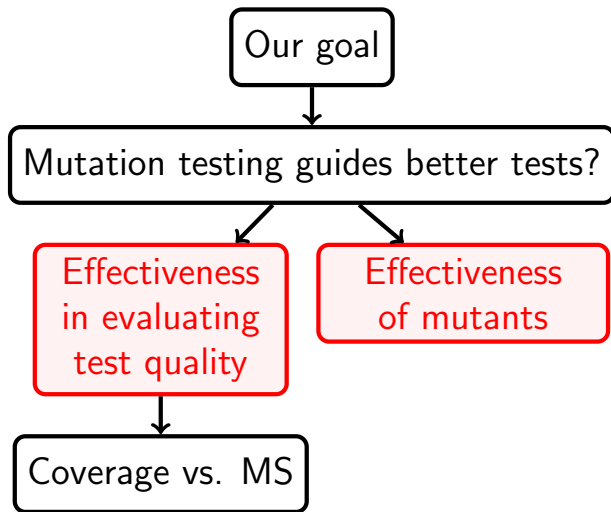 Our goal
Mutation testing guides better tests?
Effectiveness
in evaluating
test quality
Effectiveness
of mutants
Coverage vs. MS